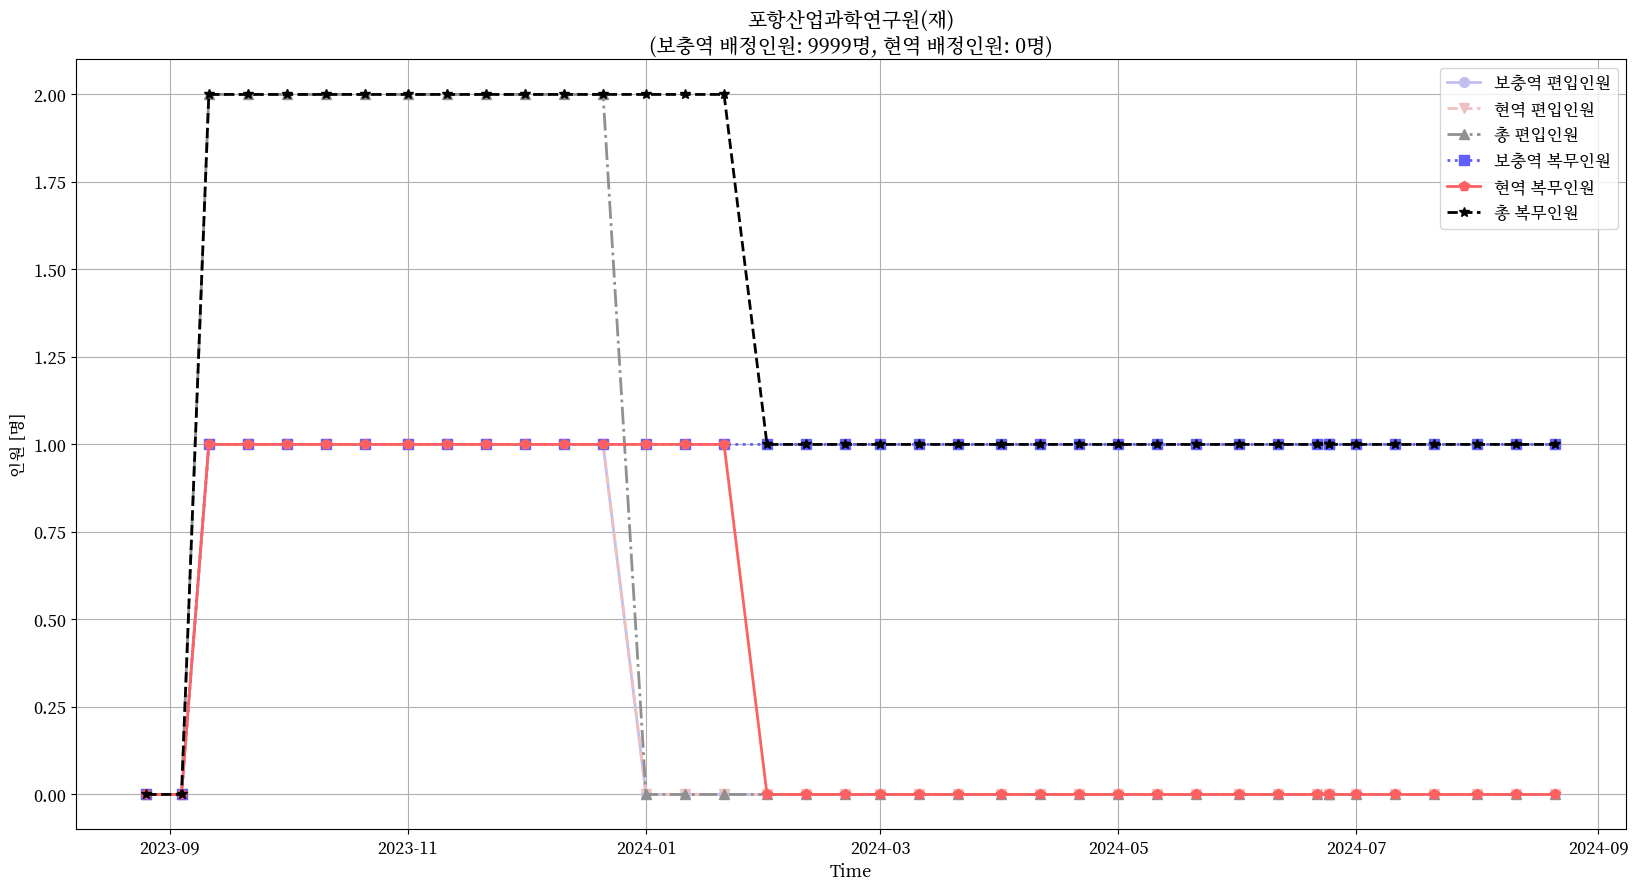 포항산업과학연구원(재)
(보충역 배정인원: 9999명, 현역 배정인원: 0명)
보충역 편입인원
현역 편입인원
총 편입인원
보충역 복무인원
현역 복무인원
총 복무인원
인원 [명]
2.00
1.75
1.50
1.25
1.00
0.75
0.50
0.25
0.00
2023-09 2023-11 2024-01 2024-03 2024-05 2024-07 2024-09
Time